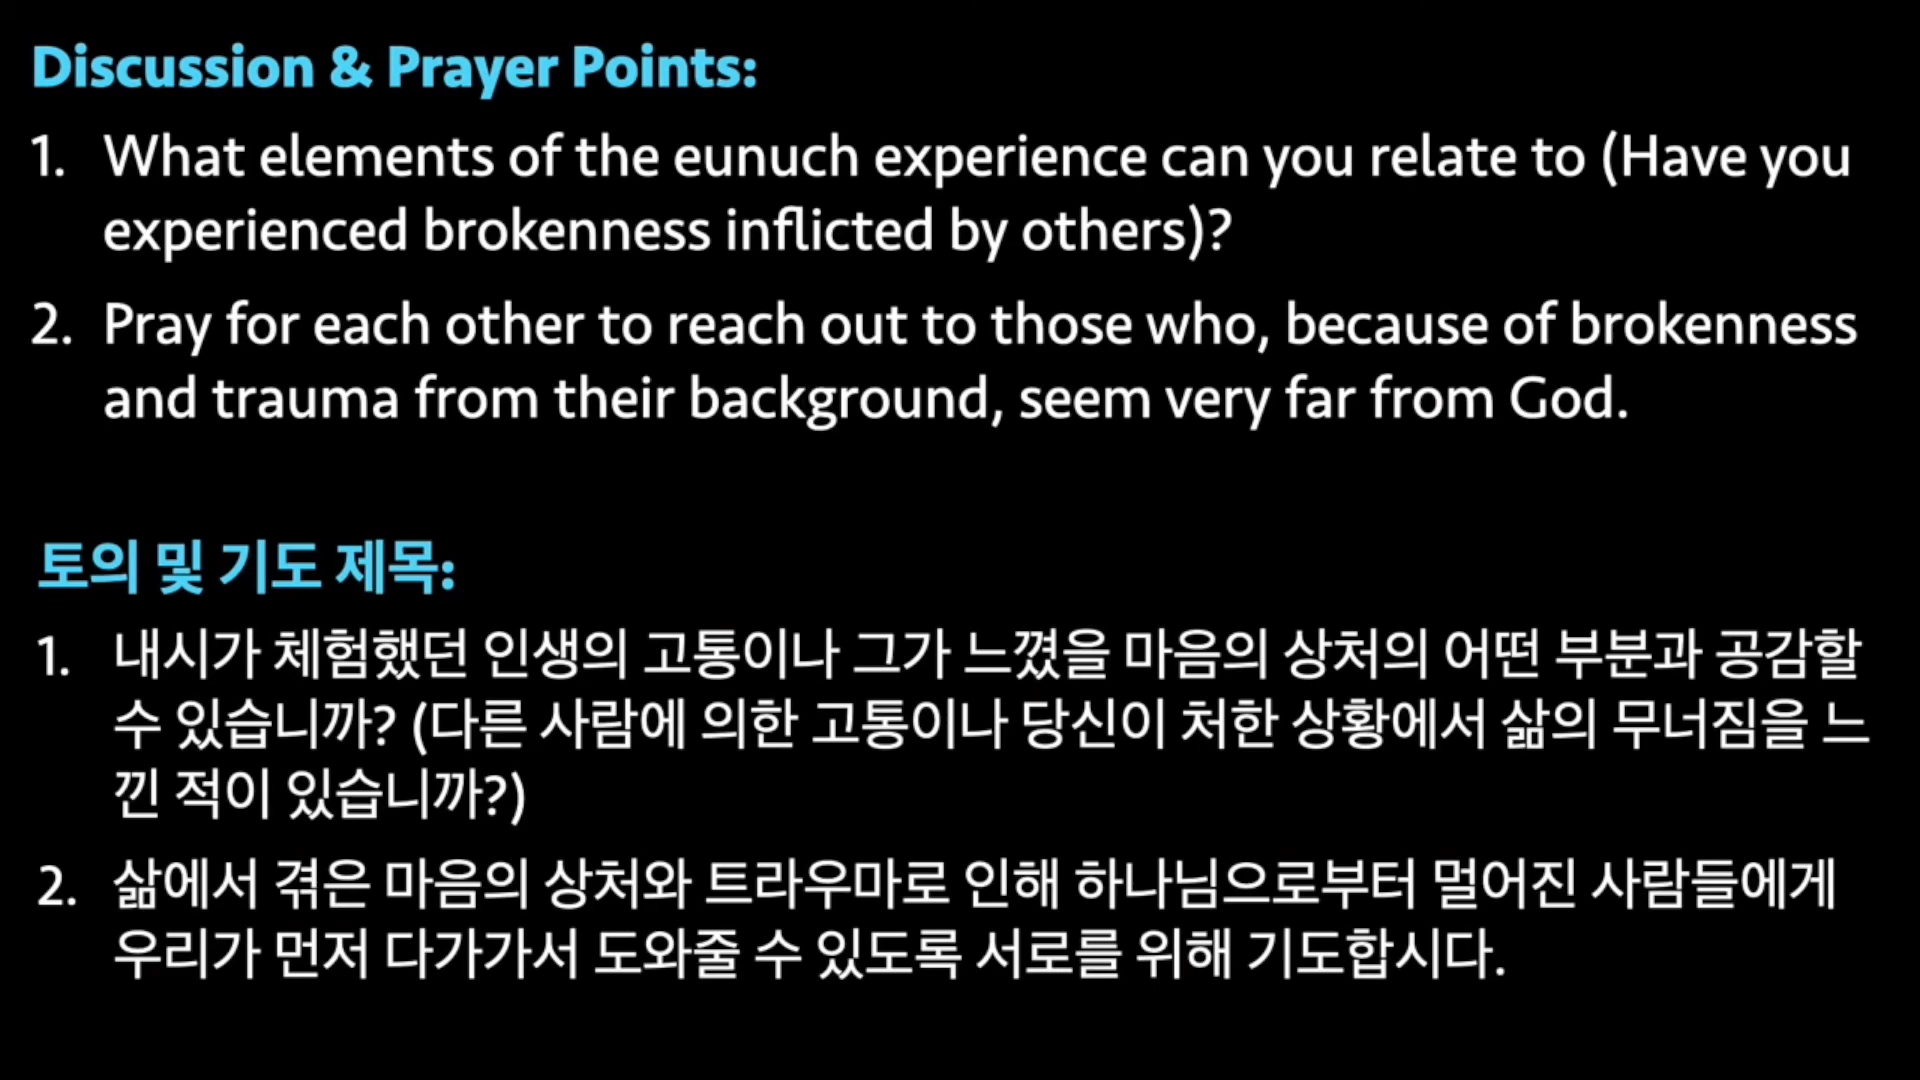 Discussion & Prayer Points:
1. What elements of the eunuch experience can you relate to (Have you
experienced brokenness inflicted by others)?
2. Pray for each other to reach out to those who, because of brokenness
and trauma from their background, seem very far from God.
토의 및 기도 제목:
1. 내시가 체험했던 인생의 고통이나 그가 느꼈을 마음의 상처의 어떤 부분과 공감할
수 있습니까? (다른 사람에 의한 고통이나 당신이 처한 상황에서 삶의 무너짐을 느
낀 적이 있습니까?)
2. 삶에서 겪은 마음의 상처와 트라우마로 인해 하나님으로부터 멀어진 사람들에게
우리가 먼저 다가가서 도와줄 수 있도록 서로를 위해 기도합시다.